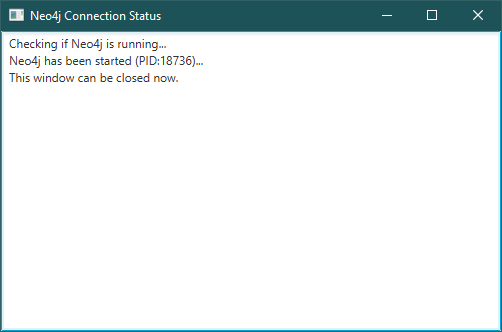 Neo4j Connection Status
Checking if Neo4j is running...
Neo4j has been started (PID:18736)...
This window can be closed now.